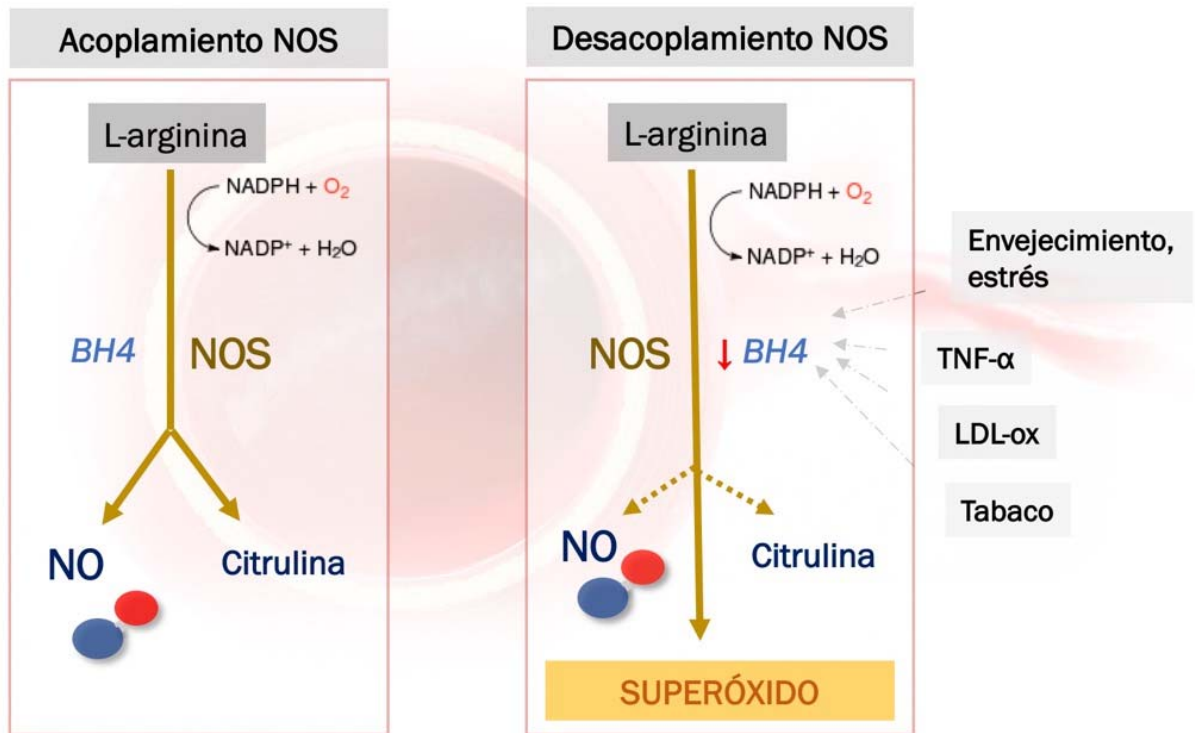 Acoplamiento NOS
L-arginina
NADPH + O₂
NADP⁺ + H₂O
BH4
NOS
NO
Citrulina
Desacoplamiento NOS
L-arginina
NADPH + O₂
NADP⁺ + H₂O
NOS
↓ BH4
NO
Citrulina
SUPERÓXIDO
Envejecimiento,
estrés
TNF-α
LDL-ox
Tabaco